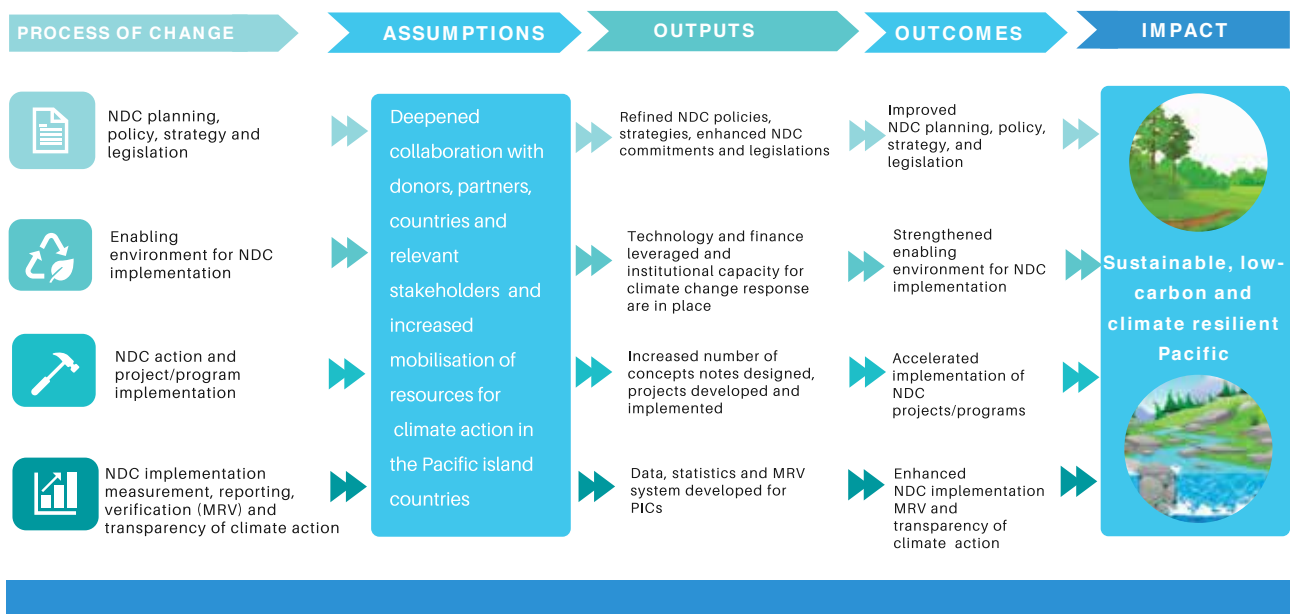 PROCESS OF CHANGE
ASSUMPTIONS
OUTPUTS
OUTCOMES
IMPACT
NDC planning,
policy, strategy and
legislation
Enabling
environment for NDC
implementation
NDC action and
project/program
implementation
NDC implementation
measurement, reporting,
verification (MRV) and
transparency of climate action
Deepened
collaboration with
donors, partners,
countries and
relevant
stakeholders and
increased
mobilisation of
resources for
climate action in
the Pacific island
countries
Refined NDC policies,
strategies, enhanced NDC
commitments and legislations
Technology and finance
leveraged and
institutional capacity for
climate change response
are in place
Increased number of
concepts notes designed,
projects developed and
implemented
Data, statistics and MRV
system developed for
PICs
Improved
NDC planning, policy,
strategy, and
legislation
Strengthened
enabling
environment for NDC
implementation
Accelerated
implementation of
NDC
projects/programs
Enhanced
NDC implementation
MRV and
transparency of
climate action
Sustainable, low-
carbon and
climate resilient
Pacific